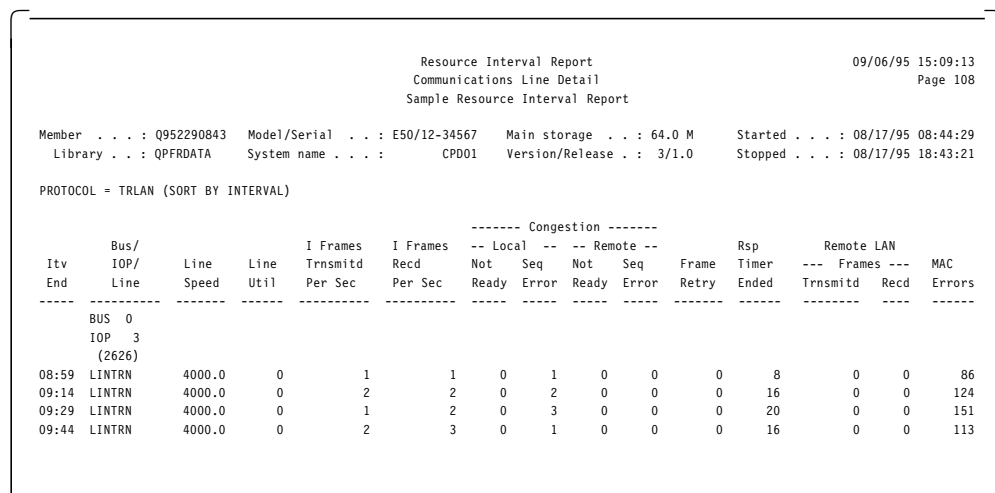 Resource Interval Report 09/06/95 15:09:13
Communications Line Detail Page 108
Sample Resource Interval Report
Member . . . : Q952290843 Model/Serial . . : E50/12-34567 Main storage . . : 64.0 M Started . . . . : 08/17/95 08:44:29
Library . . : QPFRDATA System name . . . : CPD01 Version/Release . : 3/1.0 Stopped . . . . : 08/17/95 18:43:21
PROTOCOL = TRLAN (SORT BY INTERVAL)
------- Congestion -------
Bus/ I Frames I Frames -- Local -- -- Remote -- Rsp Remote LAN
Itv IOP/ Line Line Trnsmitd Recd Not Seq Not Seq Frame Timer --- Frames --- MAC
End Line Speed Util Per Sec Per Sec Ready Error Ready Error Retry Ended Trnsmitd Recd Errors
----- ---------- ------- ------ ---------- --------- ----- ----- ----- ----- ------- ------ -------- ---- ------
BUS 0
IOP 3
(2626)
08:59 LINTRN 4000.0 0 1 1 0 1 0 0 0 8 0 0 86
09:14 LINTRN 4000.0 0 2 2 0 2 0 0 0 16 0 0 124
09:29 LINTRN 4000.0 0 1 2 0 3 0 0 0 20 0 0 151
09:44 LINTRN 4000.0 0 2 3 0 1 0 0 0 16 0 0 113